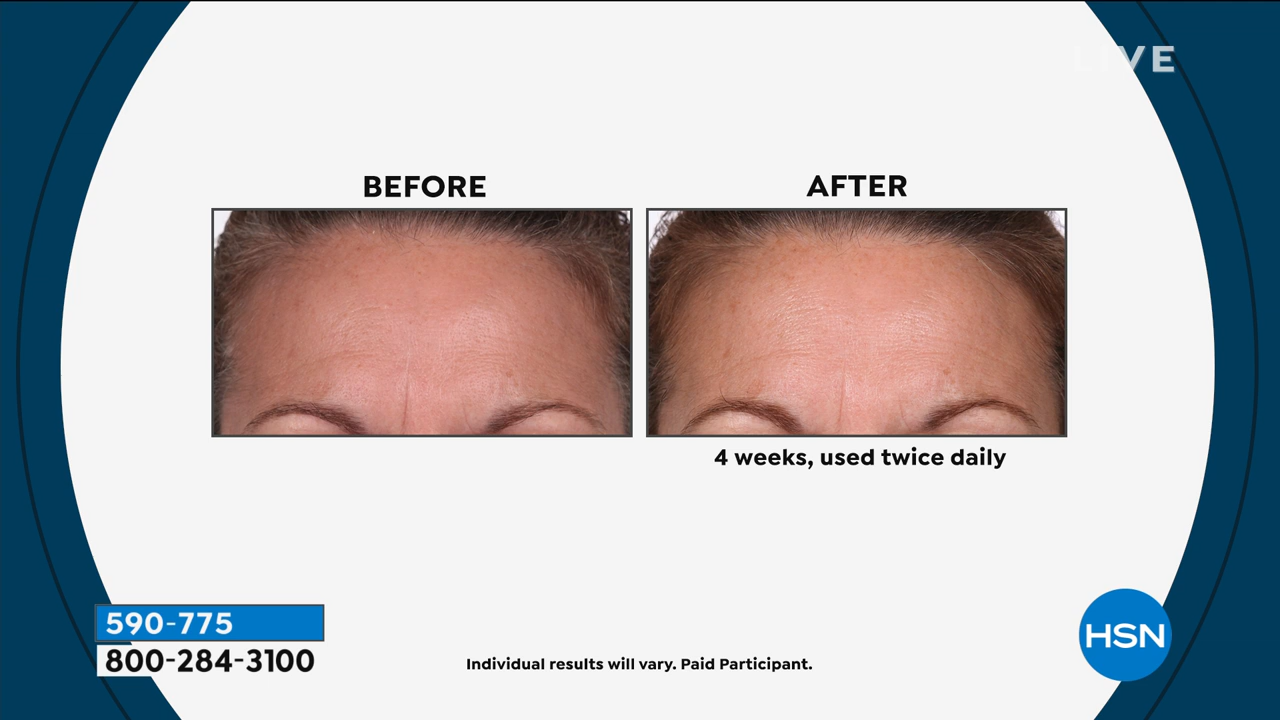 LIVE
BEFORE
AFTER
4 weeks, used twice daily
590-775
800-284-3100
Individual results will vary. Paid Participant.
HSN